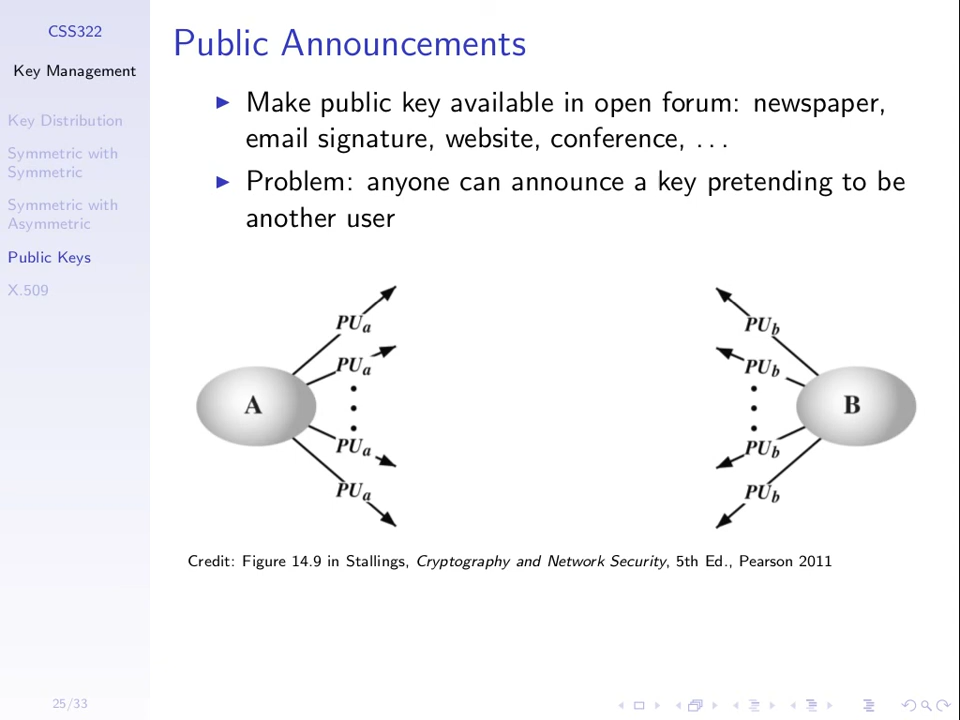 CSS322
Key Management
Key Distribution
Symmetric with
Symmetric
Symmetric with
Asymmetric
Public Keys
X.509
25/33
Public Announcements
Make public key available in open forum: newspaper,
email signature, website, conference, ...
Problem: anyone can announce a key pretending to be
another user
A
PUa
PUa
PUa
PUa
B
PUb
PUb
PUb
PUb
Credit: Figure 14.9 in Stallings, Cryptography and Network Security, 5th Ed., Pearson 2011